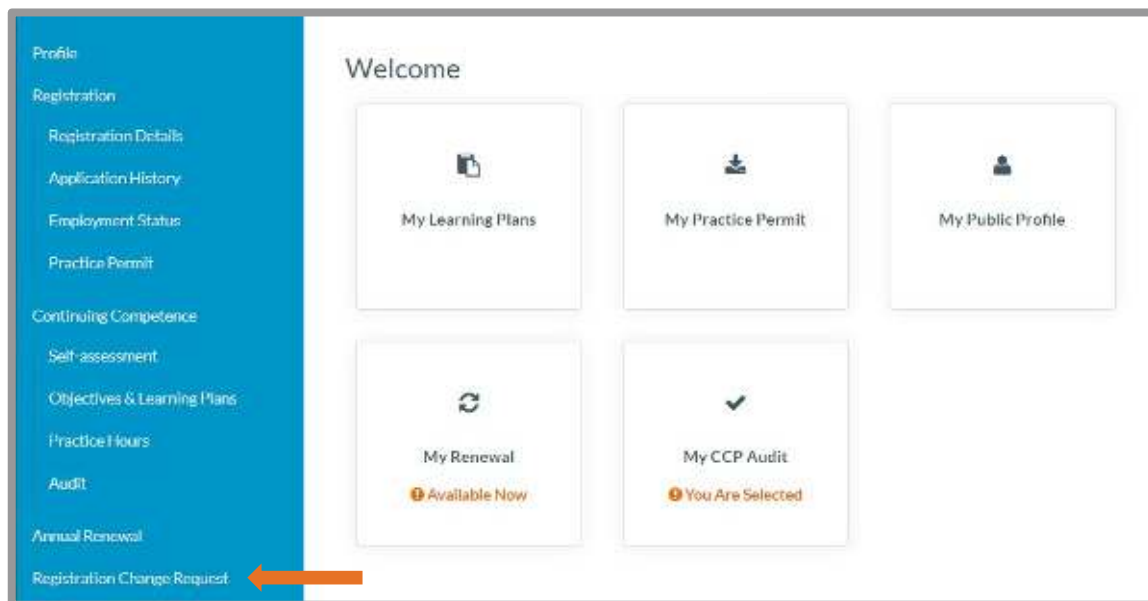 Profile
Registration
Registration Details
Application History
Employment Status
Practice Permit
Continuing Competence
Self-assessment
Objectives & Learning Plans
Practice Hours
Audit
Annual Renewal
Registration Change Request
Welcome
My Learning Plans
My Practice Permit
My Public Profile
My Renewal
Available Now
My CCP Audit
You Are Selected